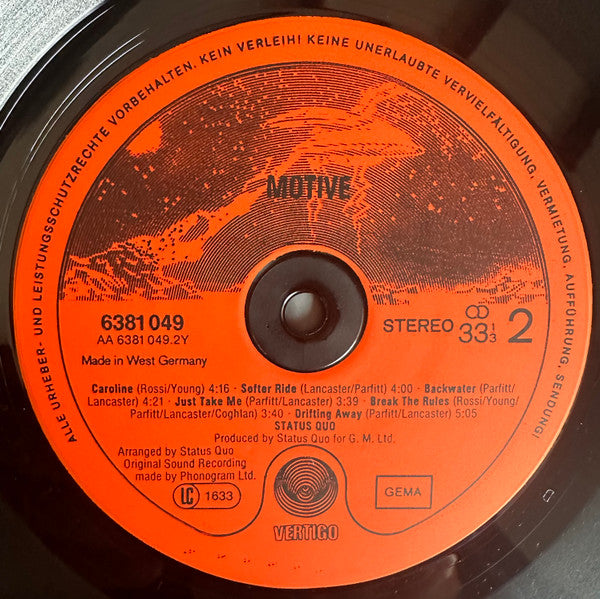 ALLE URHEBER- UND LEISTUNGSSCHUTZRECHTE VORBEHALTEN. KEIN VERLEIH! KEINE UNERLAUBTE VERVIELFÄLTIGUNG, VERMIETUNG, AUFFÜHRUNG, SENDUNG!
MOTIVE
6381 049
AA 6381 049.2Y
Made in West Germany
STEREO 33 1/3 2
Caroline (Rossi/Young) 4:16 · Softer Ride (Lancaster/Parfitt) 4:00 · Backwater (Parfitt/
Lancaster) 4:21 · Just Take Me (Parfitt/Lancaster) 3:39 · Break The Rules (Rossi/Young/
Parfitt/Lancaster/Coghlan) 3:40 · Drifting Away (Parfitt/Lancaster) 5:05
STATUS QUO
Produced by Status Quo for G. M. Ltd.
Arranged by Status Quo
Original Sound Recording
made by Phonogram Ltd.
LC 1633
GEMA
VERTIGO